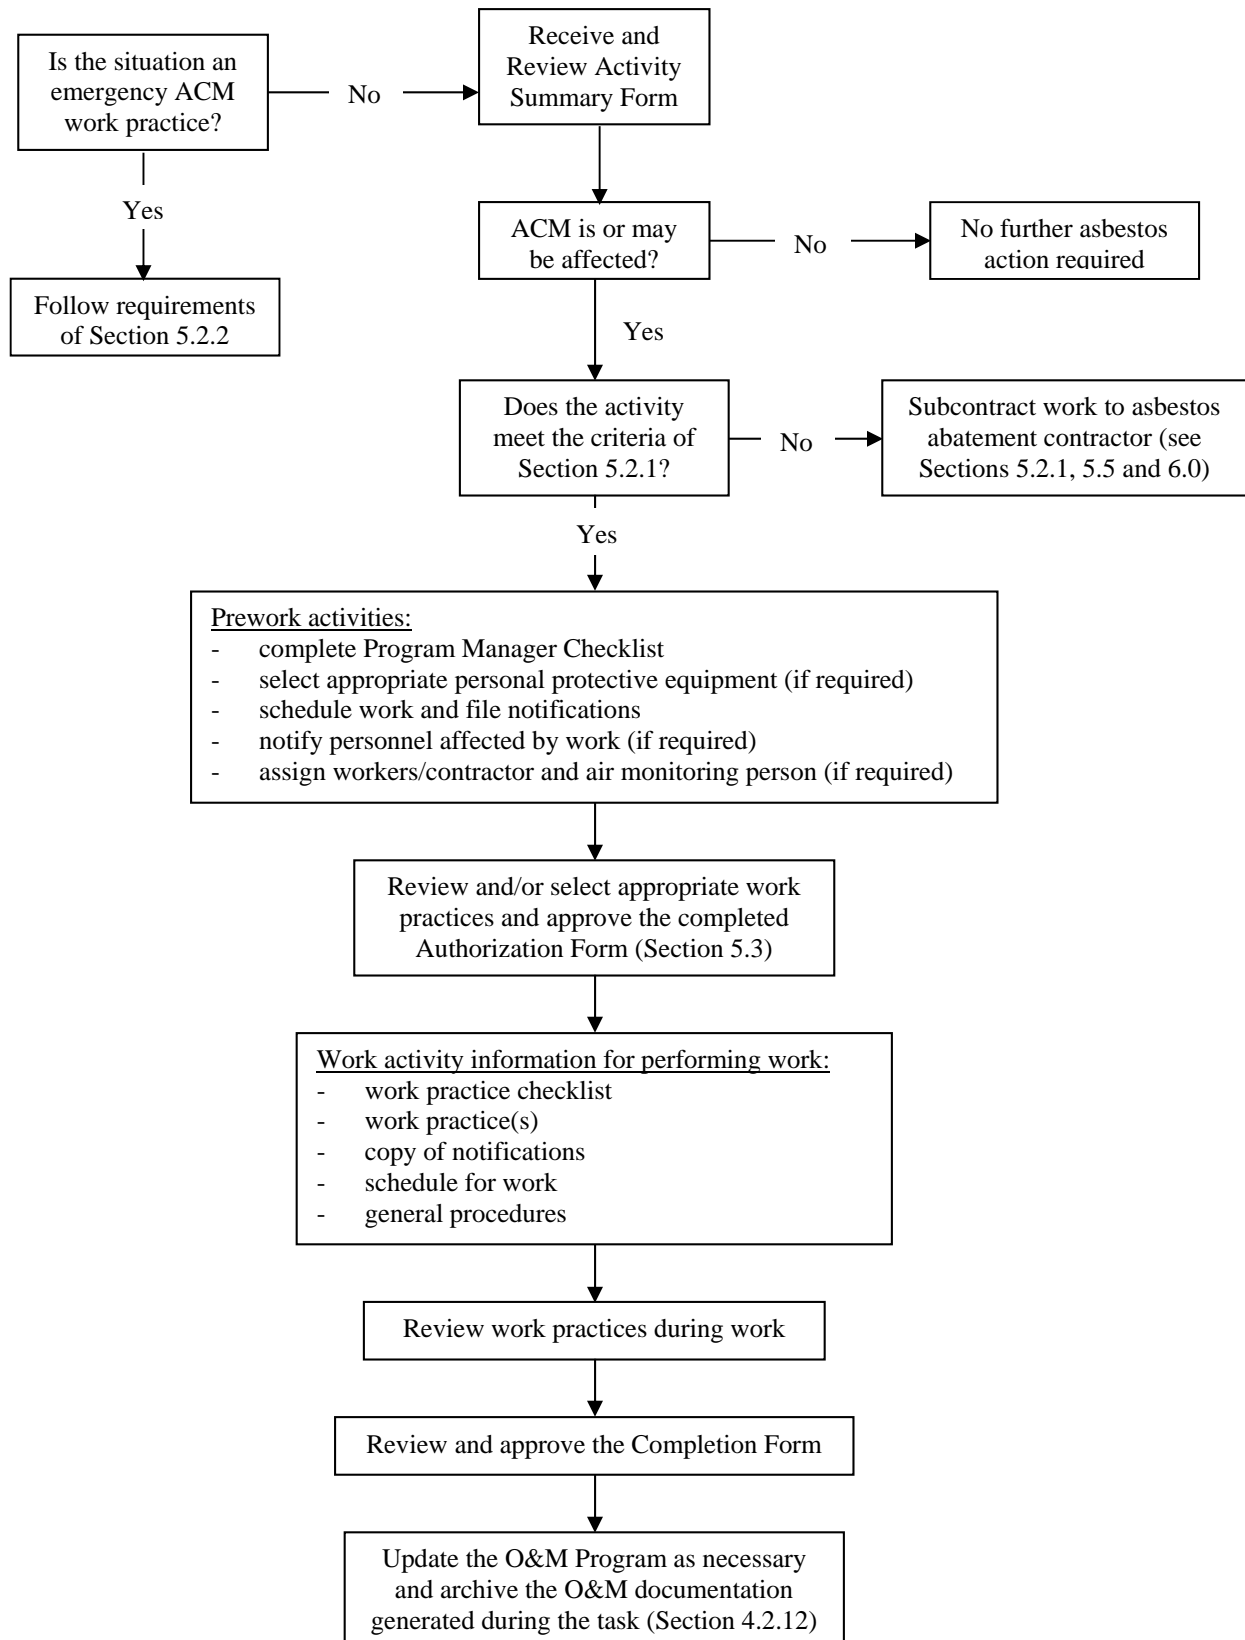 Is the situation an
emergency ACM
work practice?
No
Receive and
Review Activity
Summary Form
Yes
Follow requirements
of Section 5.2.2
ACM is or may
be affected?
No
No further asbestos
action required
Yes
Does the activity
meet the criteria of
Section 5.2.1?
No
Subcontract work to asbestos
abatement contractor (see
Sections 5.2.1, 5.5 and 6.0)
Yes
Prework activities:
- complete Program Manager Checklist
- select appropriate personal protective equipment (if required)
- schedule work and file notifications
- notify personnel affected by work (if required)
- assign workers/contractor and air monitoring person (if required)
Review and/or select appropriate work
practices and approve the completed
Authorization Form (Section 5.3)
Work activity information for performing work:
- work practice checklist
- work practice(s)
- copy of notifications
- schedule for work
- general procedures
Review work practices during work
Review and approve the Completion Form
Update the O&M Program as necessary
and archive the O&M documentation
generated during the task (Section 4.2.12)